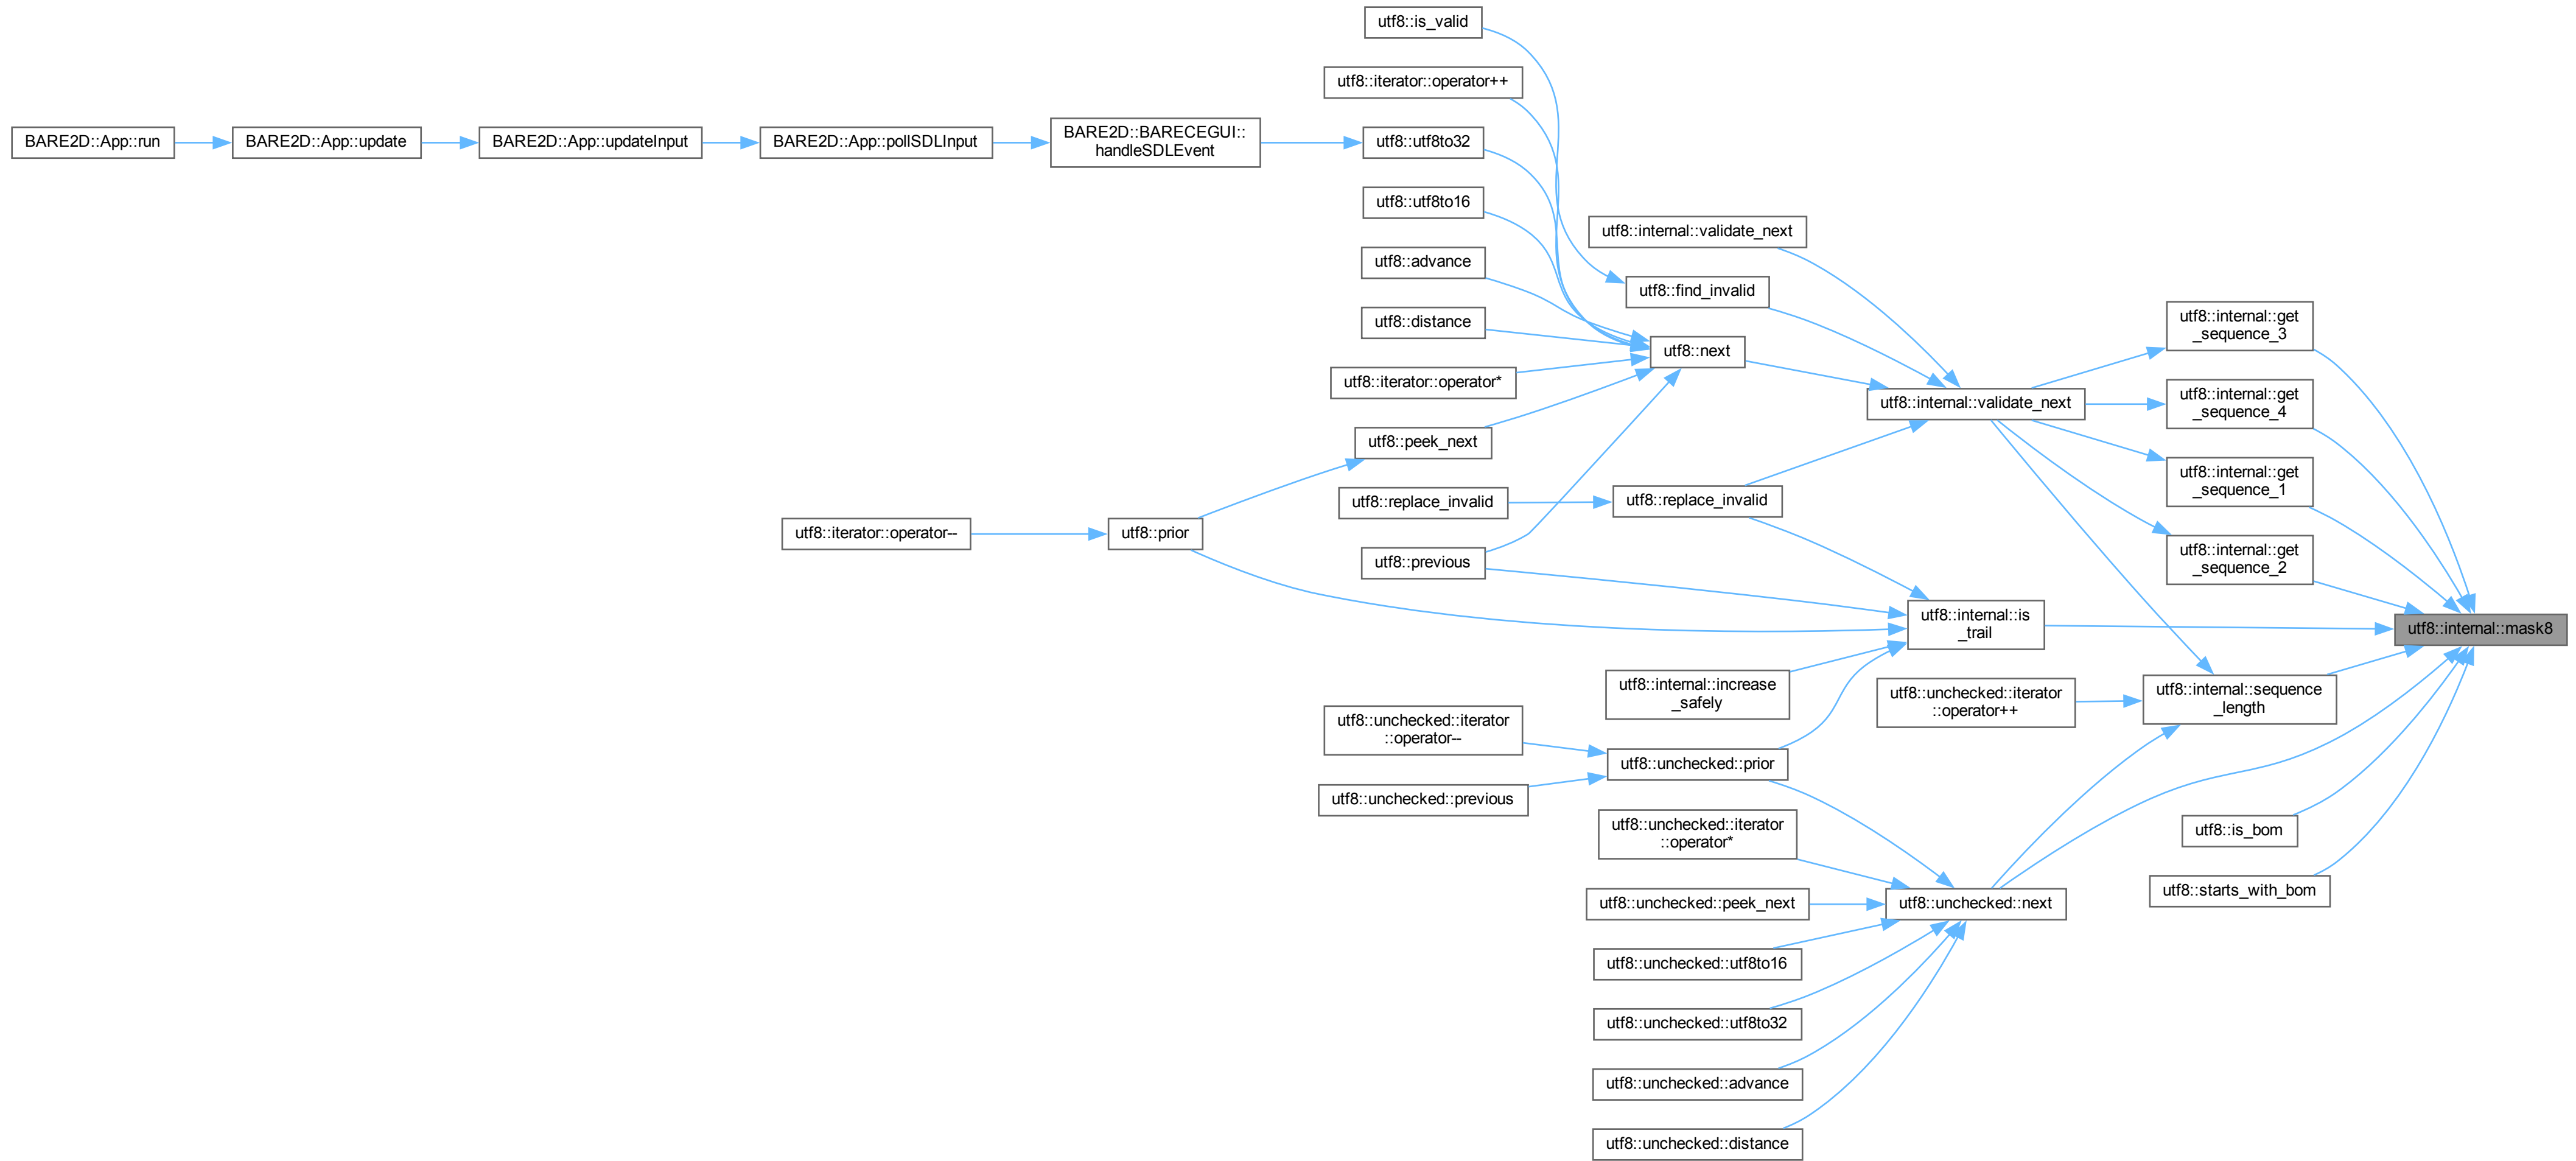 utf8::is_valid
utf8::iterator::operator++
BARE2D::App::run
BARE2D::App::update
BARE2D::App::updateInput
BARE2D::App::pollSDLInput
BARE2D::BARECEGUI::
handleSDLEvent
utf8::utf8to32
utf8::utf8to16
utf8::advance
utf8::distance
utf8::iterator::operator*
utf8::peek_next
utf8::replace_invalid
utf8::previous
utf8::iterator::operator--
utf8::prior
utf8::internal::validate_next
utf8::find_invalid
utf8::next
utf8::replace_invalid
utf8::internal::validate_next
utf8::internal::get
_sequence_3
utf8::internal::get
_sequence_4
utf8::internal::get
_sequence_1
utf8::internal::get
_sequence_2
utf8::internal::is
_trail
utf8::internal::mask8
utf8::internal::increase
_safely
utf8::unchecked::iterator
::operator++
utf8::internal::sequence
_length
utf8::unchecked::iterator
::operator--
utf8::unchecked::prior
utf8::unchecked::previous
utf8::unchecked::iterator
::operator*
utf8::is_bom
utf8::starts_with_bom
utf8::unchecked::peek_next
utf8::unchecked::next
utf8::unchecked::utf8to16
utf8::unchecked::utf8to32
utf8::unchecked::advance
utf8::unchecked::distance